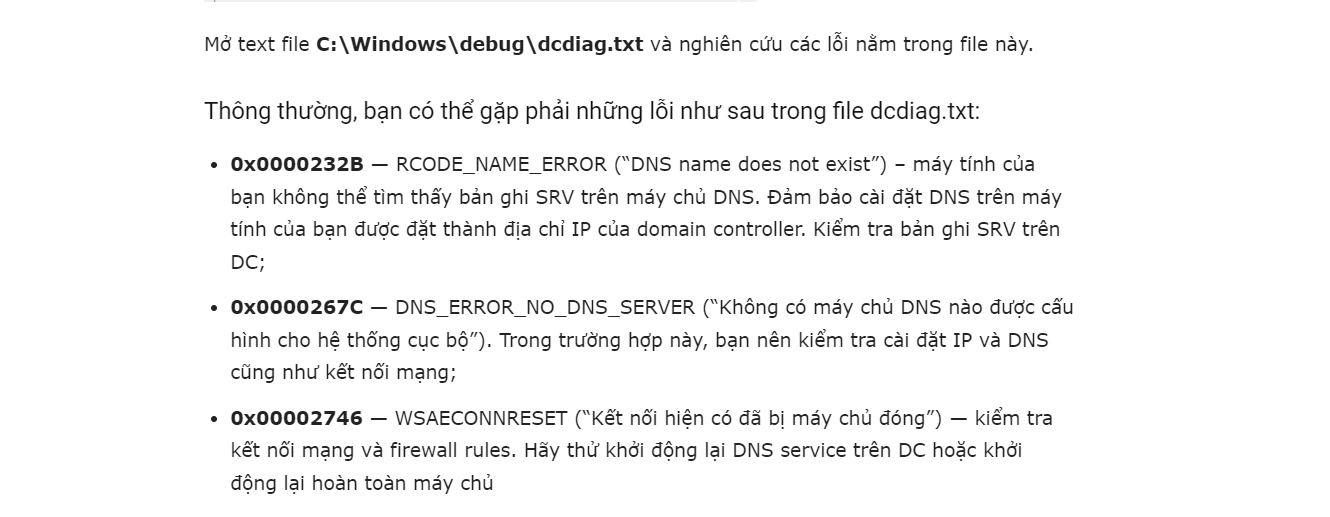 Mở text file C:\Windows\debug\dcdiag.txt và nghiên cứu các lỗi nằm trong file này.
Thông thường, bạn có thể gặp phải những lỗi như sau trong file dcdiag.txt:
• 0x0000232B — RCODE_NAME_ERROR (“DNS name does not exist”) – máy tính của
bạn không thể tìm thấy bản ghi SRV trên máy chủ DNS. Đảm bảo cài đặt DNS trên máy
tính của bạn được đặt thành địa chỉ IP của domain controller. Kiểm tra bản ghi SRV trên
DC;
• 0x0000267C — DNS_ERROR_NO_DNS_SERVER (“Không có máy chủ DNS nào được cấu
hình cho hệ thống cục bộ”). Trong trường hợp này, bạn nên kiểm tra cài đặt IP và DNS
cũng như kết nối mạng;
• 0x00002746 — WSAECONNRESET (“Kết nối hiện có đã bị máy chủ đóng”) — kiểm tra
kết nối mạng và firewall rules. Hãy thử khởi động lại DNS service trên DC hoặc khởi
động lại hoàn toàn máy chủ